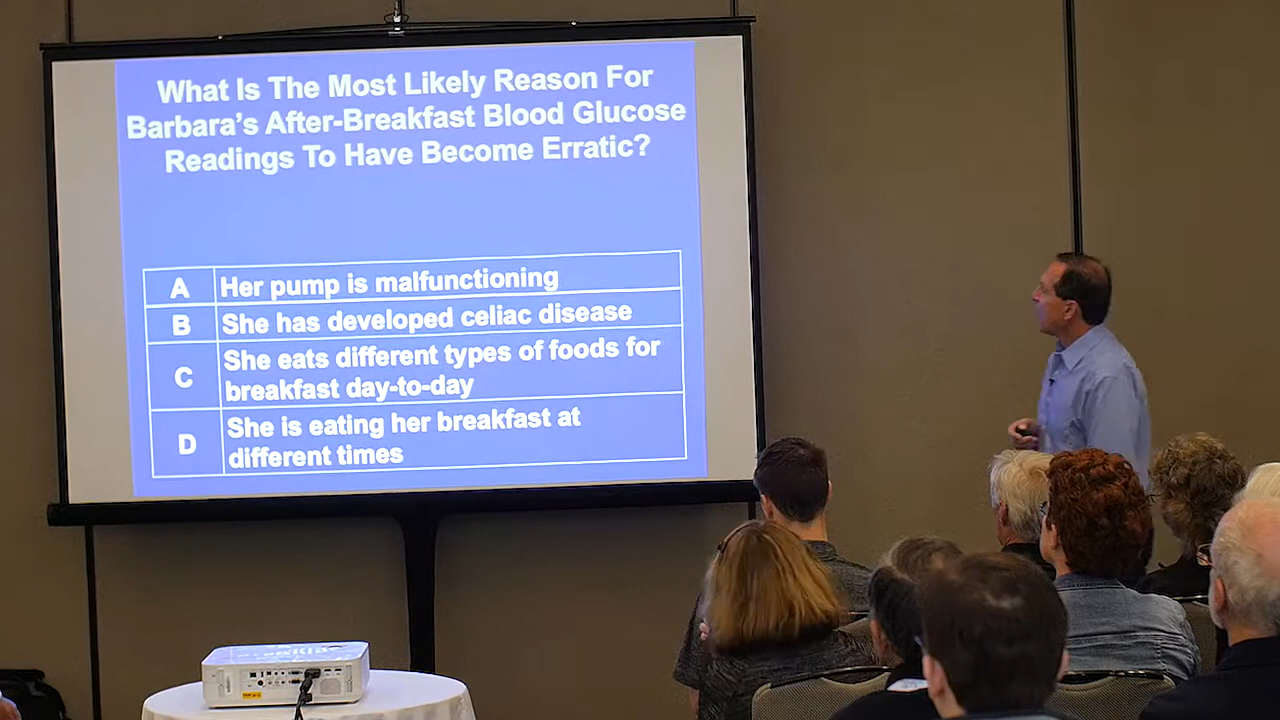 What Is The Most Likely Reason For
Barbara's After-Breakfast Blood Glucose
Readings To Have Become Erratic?
A Her pump is malfunctioning
B She has developed celiac disease
C She eats different types of foods for
breakfast day-to-day
D She is eating her breakfast at
different times